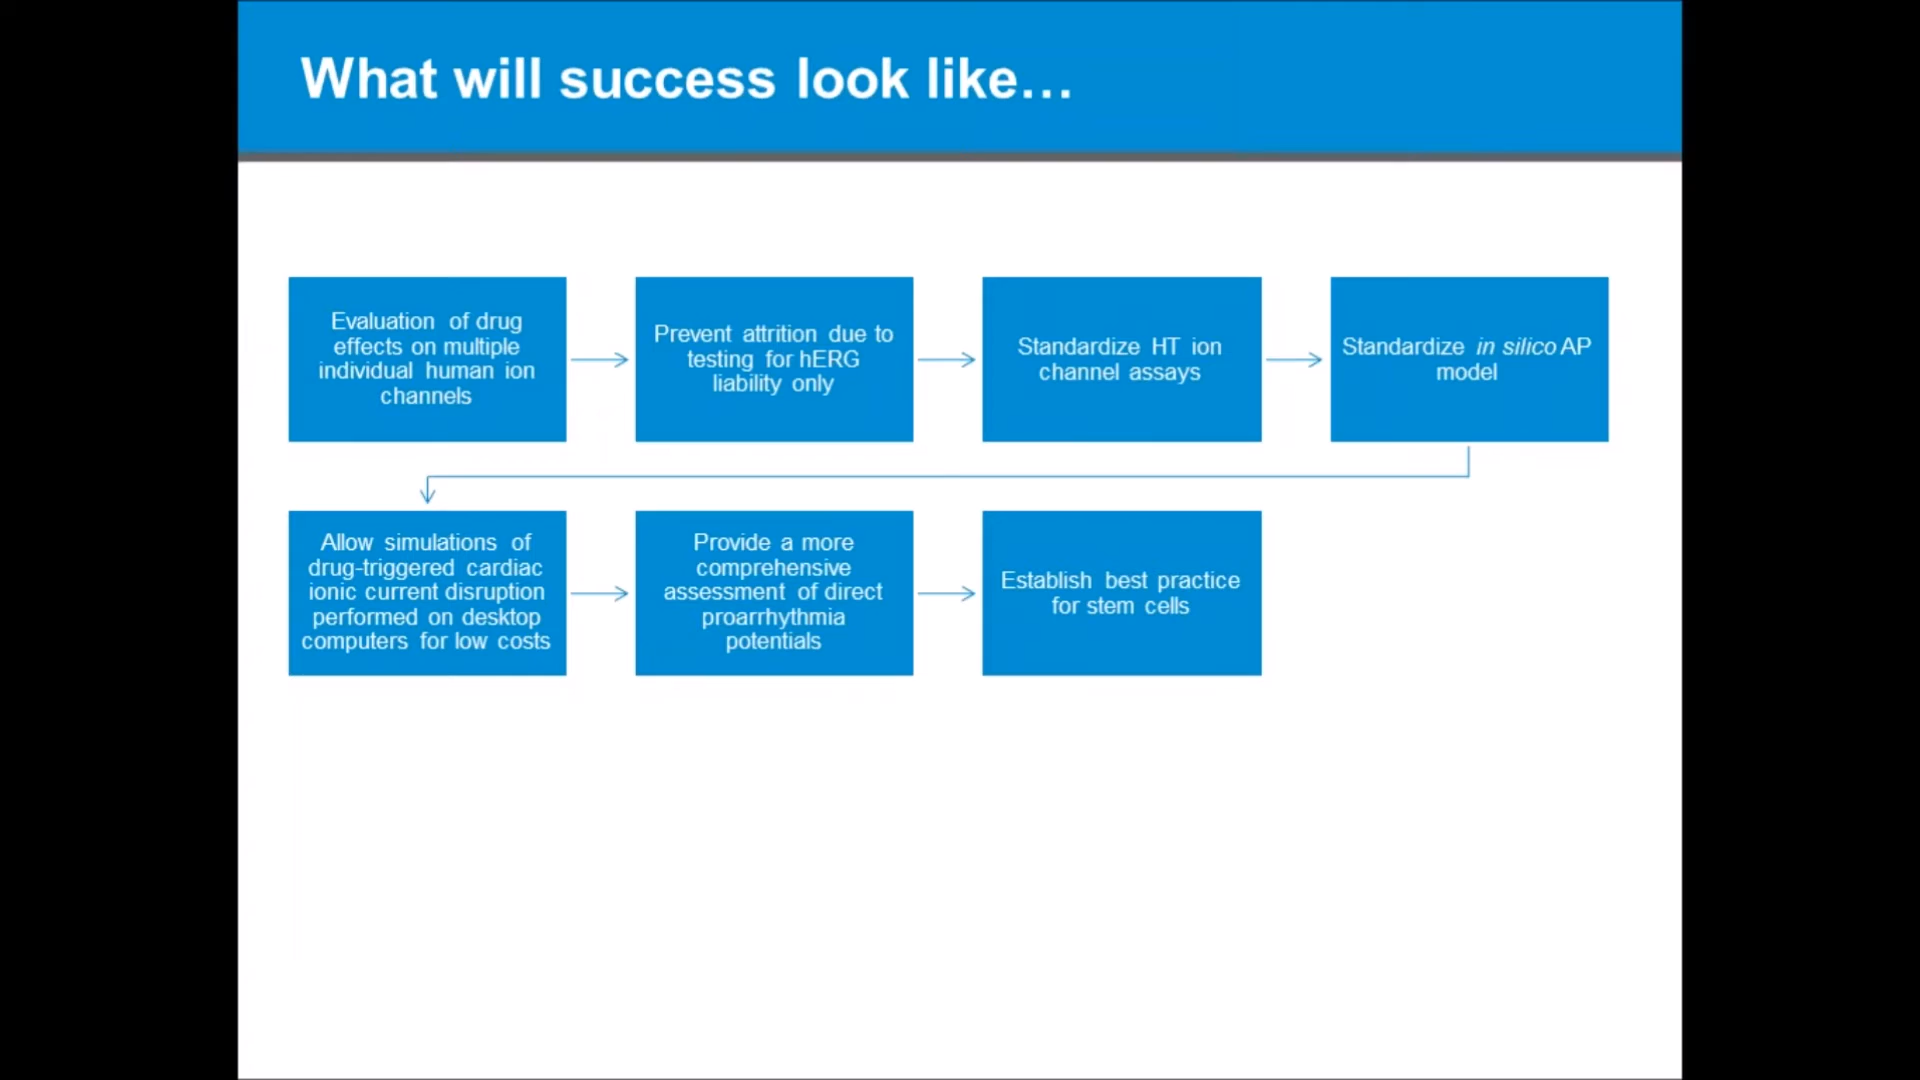 What will success look like…
Evaluation of drug
effects on multiple
individual human ion
channels
Prevent attrition due to
testing for hERG
liability only
Standardize HT ion
channel assays
Standardize in silico AP
model
Allow simulations of
drug-triggered cardiac
ionic current disruption
performed on desktop
computers for low costs
Provide a more
comprehensive
assessment of direct
proarrhythmia
potentials
Establish best practice
for stem cells